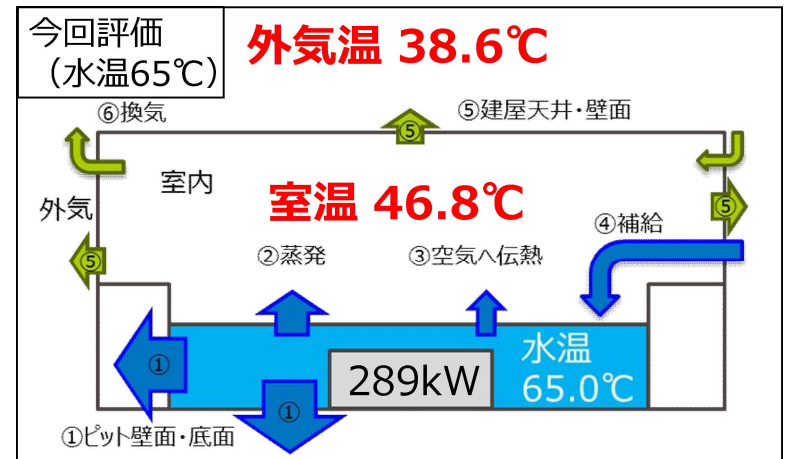 今回評価
（水温65℃）
外気温 38.6℃
⑥換気
⑤建屋天井・壁面
⑤
室内
室温 46.8℃
外気
⑤
④補給
⑤
②蒸発
③空気へ伝熱
①
289kW
水温
65.0℃
①
①ピット壁面・底面